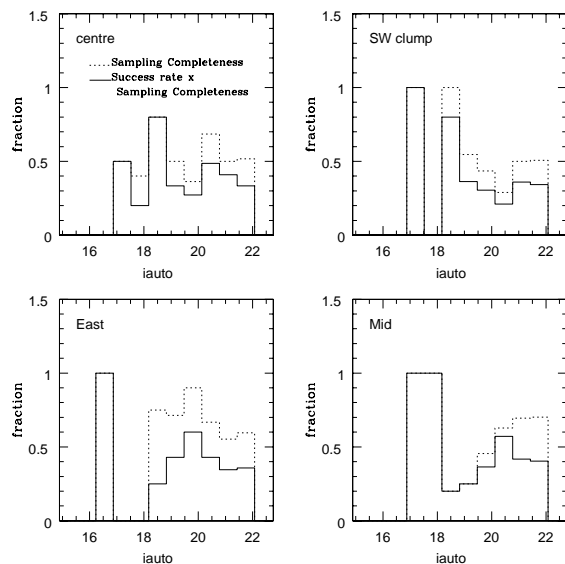 1.5
centre
Sampling Completeness
Success rate x
Sampling Completeness
1
0.5
0
fraction
16 18 20 22
iauto
1.5
SW clump
1
0.5
0
fraction
16 18 20 22
iauto
1.5
East
1
0.5
0
fraction
16 18 20 22
iauto
1.5
Mid
1
0.5
0
fraction
16 18 20 22
iauto